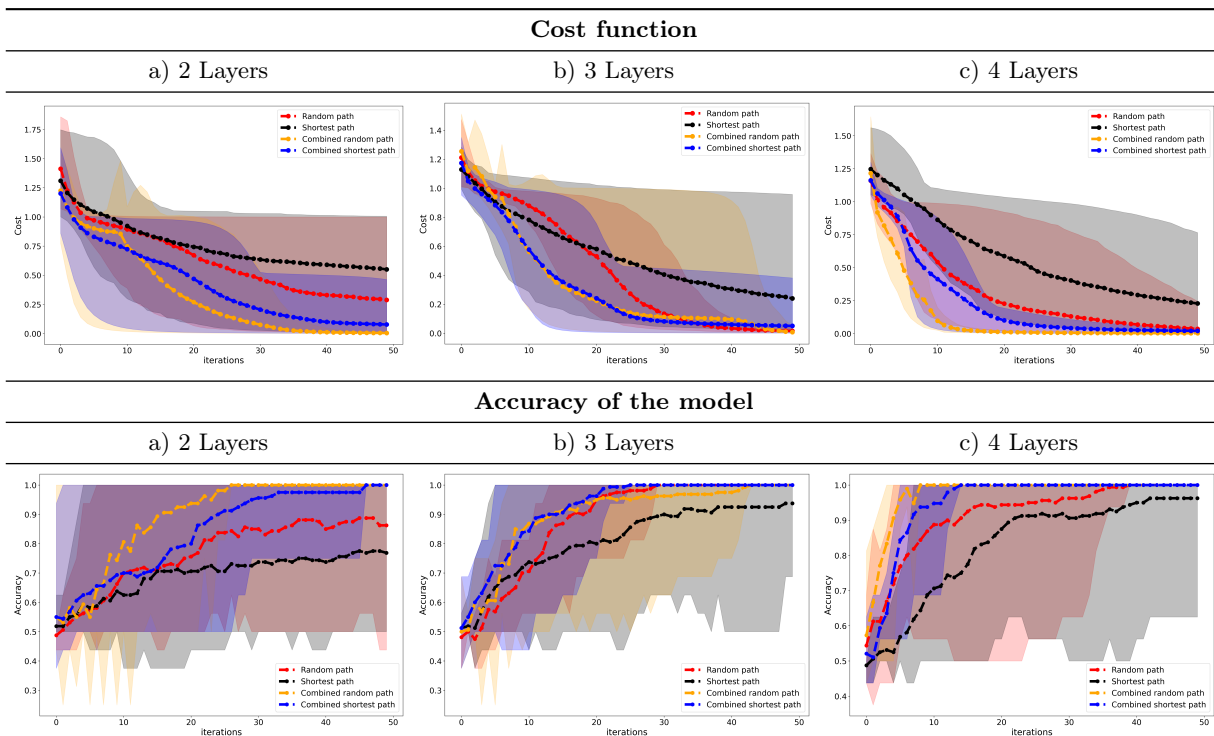 Cost function
a) 2 Layers
b) 3 Layers
c) 4 Layers
Random path
Shortest path
Combined random path
Combined shortest path
Cost
1.75
1.50
1.25
1.00
0.75
0.50
0.25
0.00
0 10 20 30 40 50
iterations
Random path
Shortest path
Combined random path
Combined shortest path
Cost
1.4
1.2
1.0
0.8
0.6
0.4
0.2
0.0
0 10 20 30 40 50
iterations
Random path
Shortest path
Combined random path
Combined shortest path
Cost
1.50
1.25
1.00
0.75
0.50
0.25
0.00
0 10 20 30 40 50
iterations
Accuracy of the model
a) 2 Layers
b) 3 Layers
c) 4 Layers
Accuracy
1.0
0.9
0.8
0.7
0.6
0.5
0.4
0.3
Random path
Shortest path
Combined random path
Combined shortest path
0 10 20 30 40 50
iterations
Accuracy
1.0
0.9
0.8
0.7
0.6
0.5
0.4
0.3
Random path
Shortest path
Combined random path
Combined shortest path
0 10 20 30 40 50
iterations
Accuracy
1.0
0.9
0.8
0.7
0.6
0.5
0.4
Random path
Shortest path
Combined random path
Combined shortest path
0 10 20 30 40 50
iterations